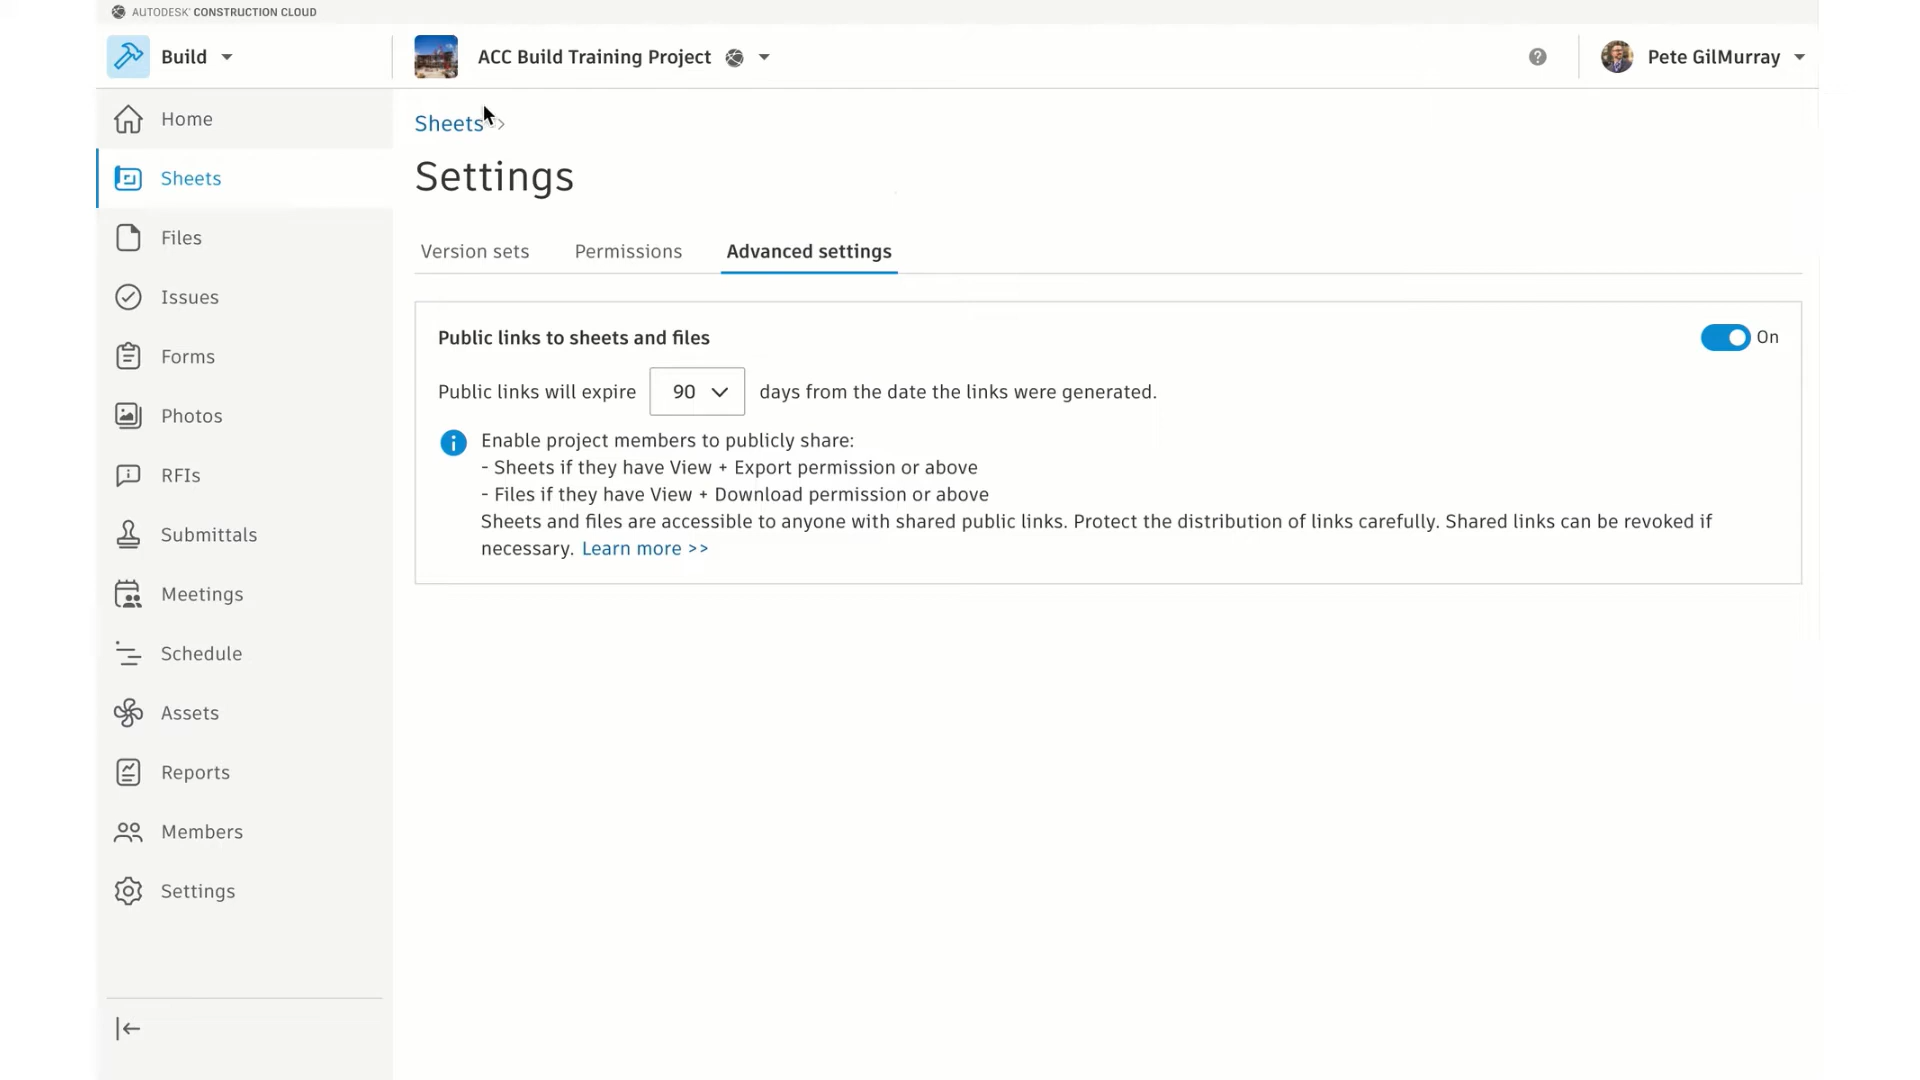 AUTODESK CONSTRUCTION CLOUD
Build
ACC Build Training Project
Pete GilMurray
Home
Sheets
Files
Issues
Forms
Photos
RFIs
Submittals
Meetings
Schedule
Assets
Reports
Members
Settings
Sheets >
Settings
Version sets Permissions Advanced settings
Public links to sheets and files
On
Public links will expire 90 days from the date the links were generated.
Enable project members to publicly share:
- Sheets if they have View + Export permission or above
- Files if they have View + Download permission or above
Sheets and files are accessible to anyone with shared public links. Protect the distribution of links carefully. Shared links can be revoked if
necessary. Learn more >>